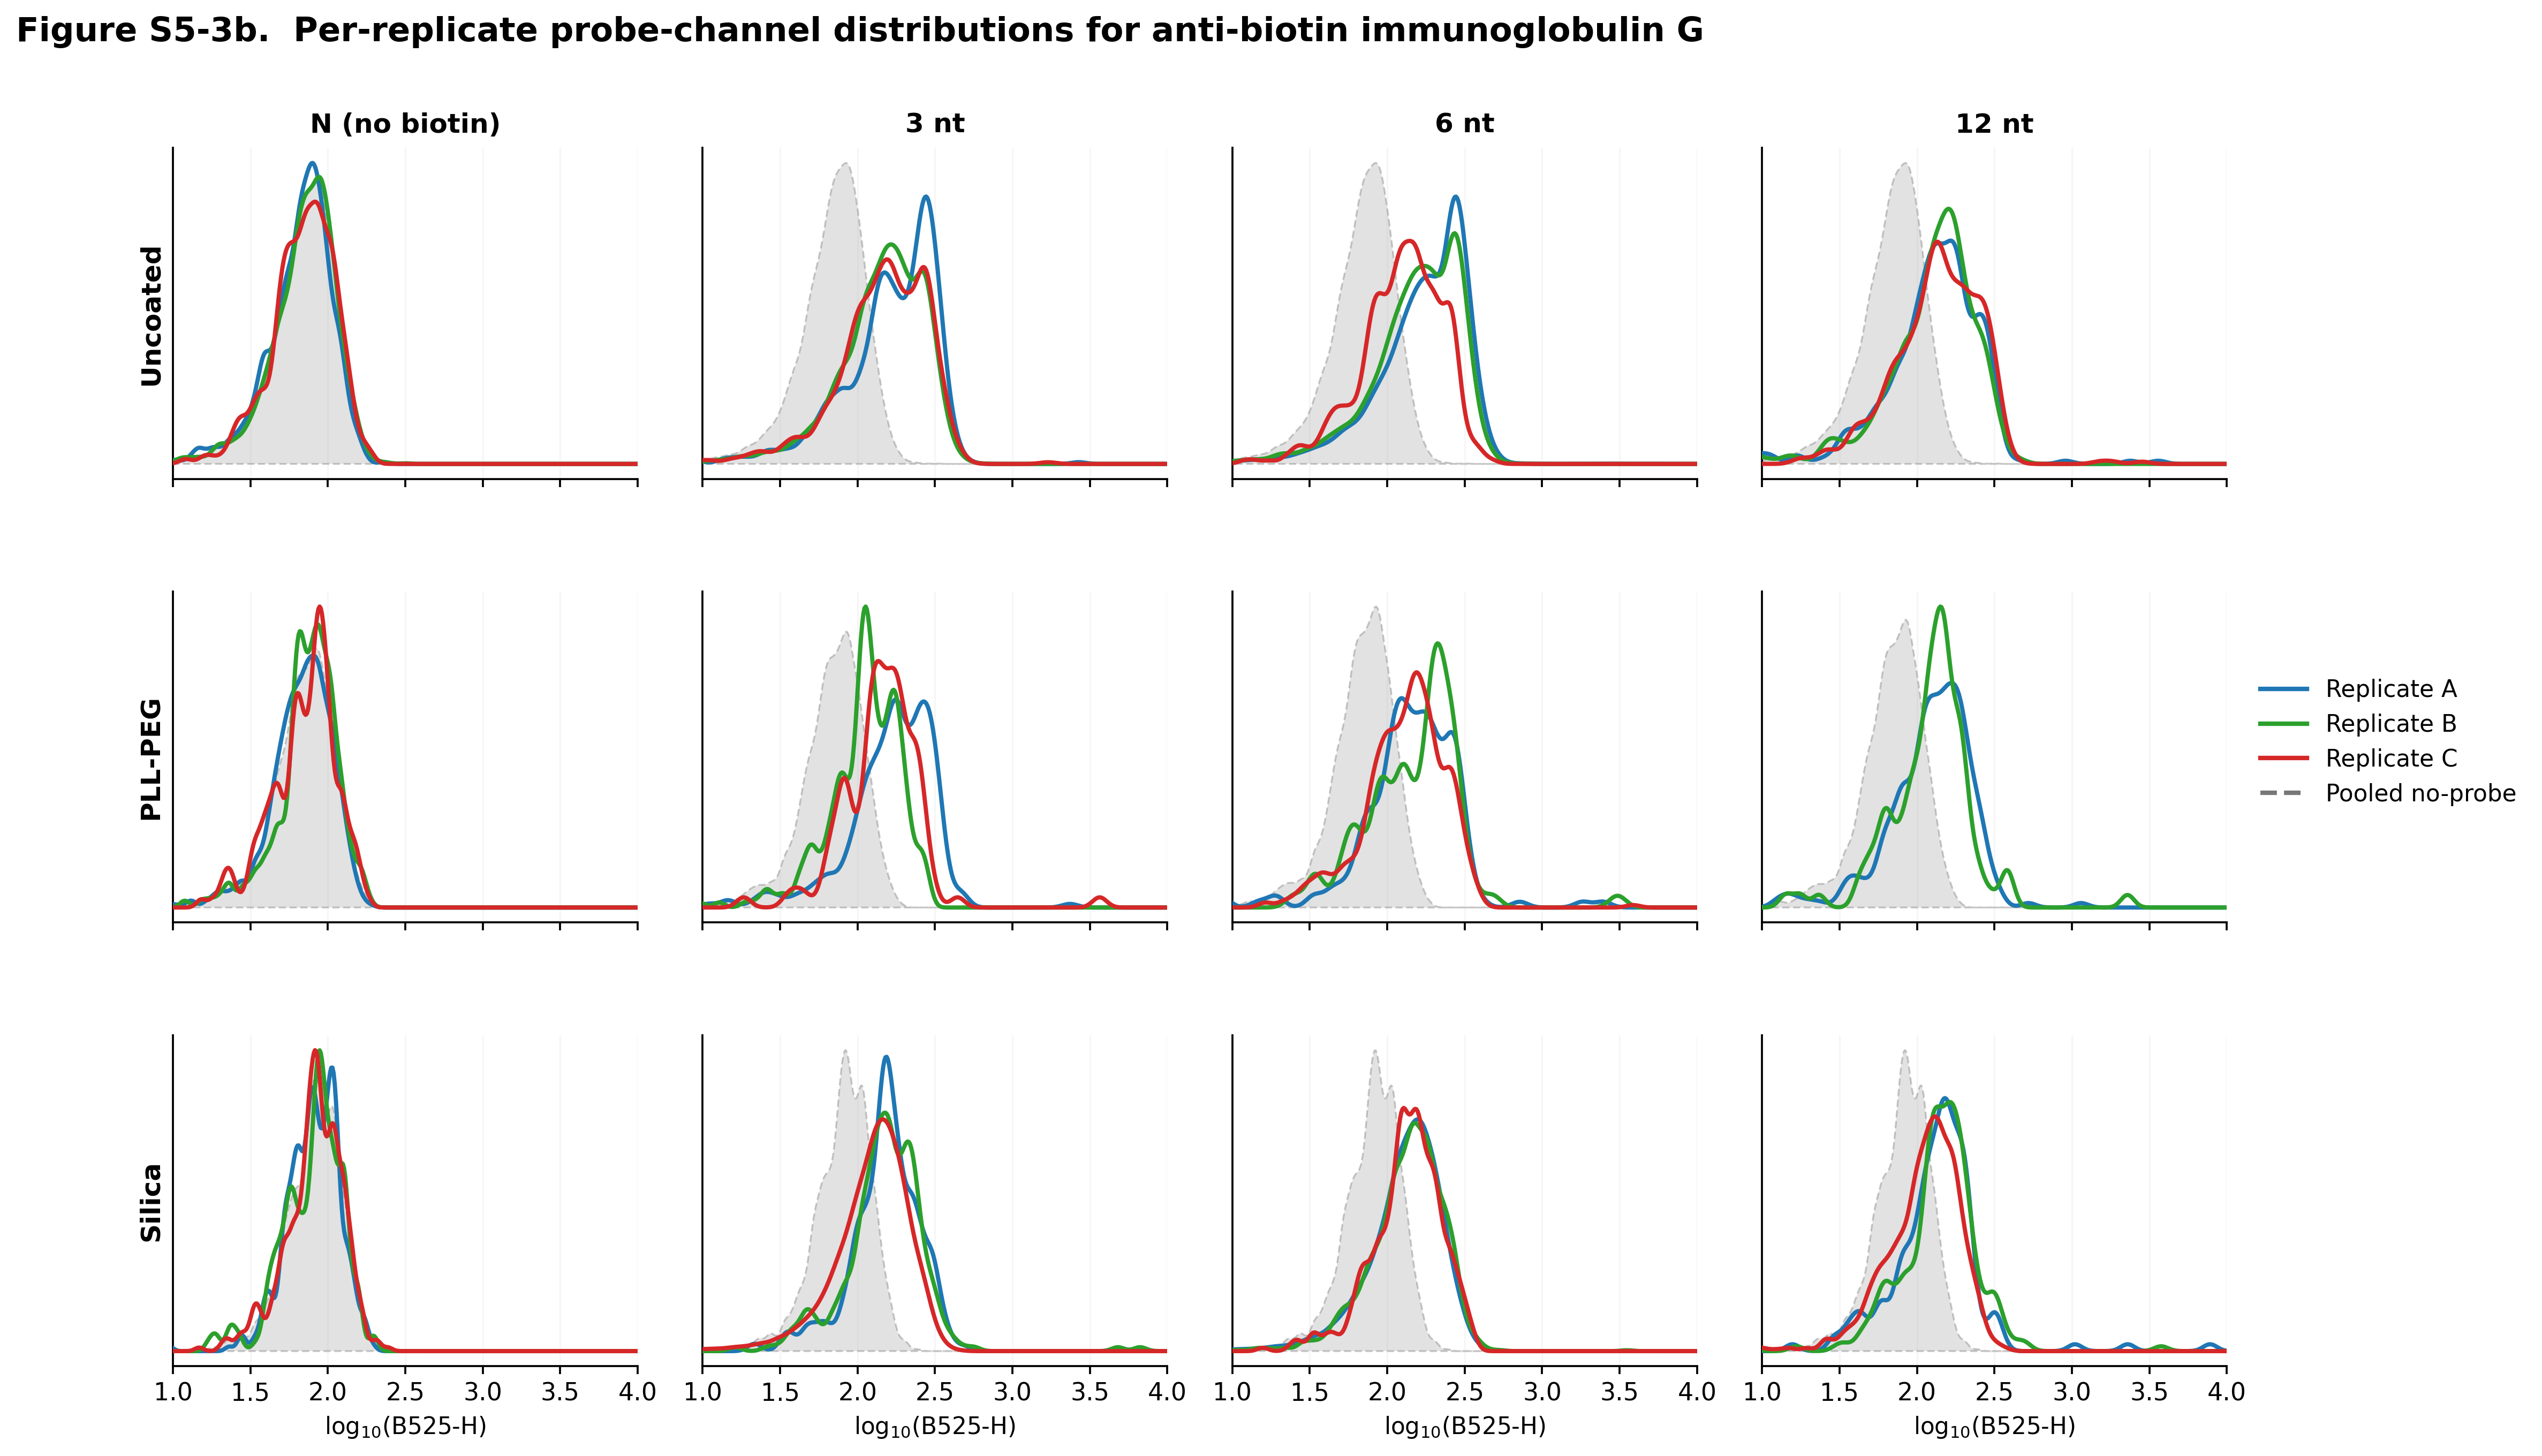 Figure S5-3b.  Per-replicate probe-channel distributions for anti-biotin immunoglobulin G
N (no biotin)
3 nt
6 nt
12 nt
Uncoated
PLL-PEG
Replicate A
Replicate B
Replicate C
Pooled no-probe
Silica
1.0 1.5 2.0 2.5 3.0 3.5 4.0
1.0 1.5 2.0 2.5 3.0 3.5 4.0
1.0 1.5 2.0 2.5 3.0 3.5 4.0
1.0 1.5 2.0 2.5 3.0 3.5 4.0
log₁₀(B525-H)
log₁₀(B525-H)
log₁₀(B525-H)
log₁₀(B525-H)